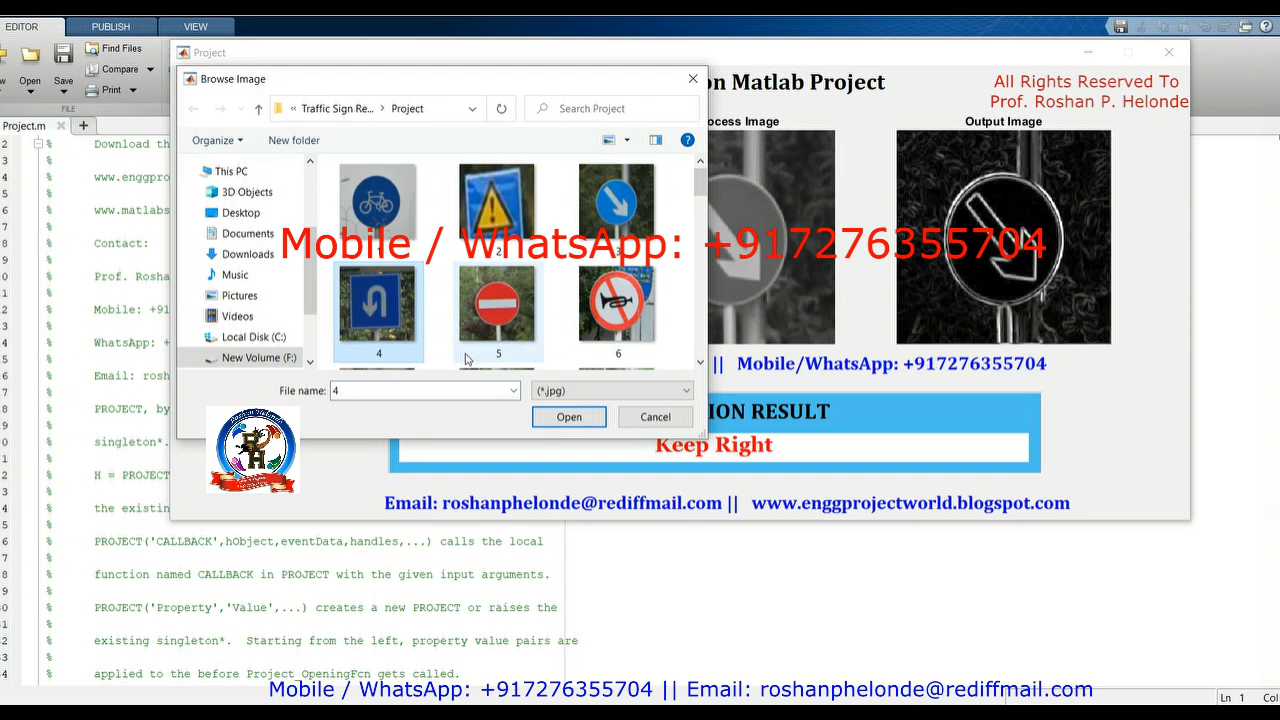 EDITOR PUBLISH VIEW
Find Files
Compare
Print
Open Save
FILE
Project.m
Project
on Matlab Project
All Rights Reserved To
Prof. Roshan P. Helonde
ocess Image
Output Image
Browse Image
« Traffic Sign Re... > Project
Search Project
Organize
New folder
This PC
3D Objects
Desktop
Documents
Downloads
Music
Pictures
Videos
Local Disk (C:)
New Volume (F:)
2
4
5
6
File name: 4
(*.jpg)
Open
Cancel
Mobile / WhatsApp: +917276355704
|| Mobile/WhatsApp: +917276355704
ION RESULT
Keep Right
Email: roshanphelonde@rediffmail.com || www.enggprojectworld.blogspot.com
% Download th
%
% www.enggpro
%
% www.matlabs
%
% Contact:
%
% Prof. Rosha
%
% Mobile: +91
%
% WhatsApp: +
%
% Email: rosh
%
% PROJECT, by
%
% singleton*.
%
% H = PROJECT
%
% the existin
%
% PROJECT('CALLBACK',hObject,eventData,handles,...) calls the local
%
% function named CALLBACK in PROJECT with the given input arguments.
%
% PROJECT('Property','Value',...) creates a new PROJECT or raises the
%
% existing singleton*. Starting from the left, property value pairs are
%
% applied to the before Project_OpeningFcn gets called.
Mobile / WhatsApp: +917276355704 || Email: roshanphelonde@rediffmail.com
Ln 1 Col